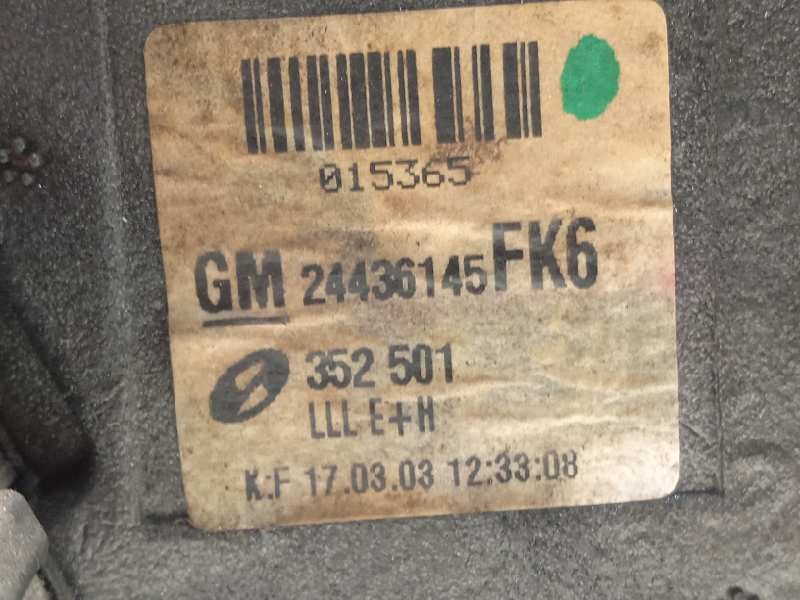 015365
GM 24436145 FK6
352 501
LLL E+H
K.F 17.03.03 12:33:08